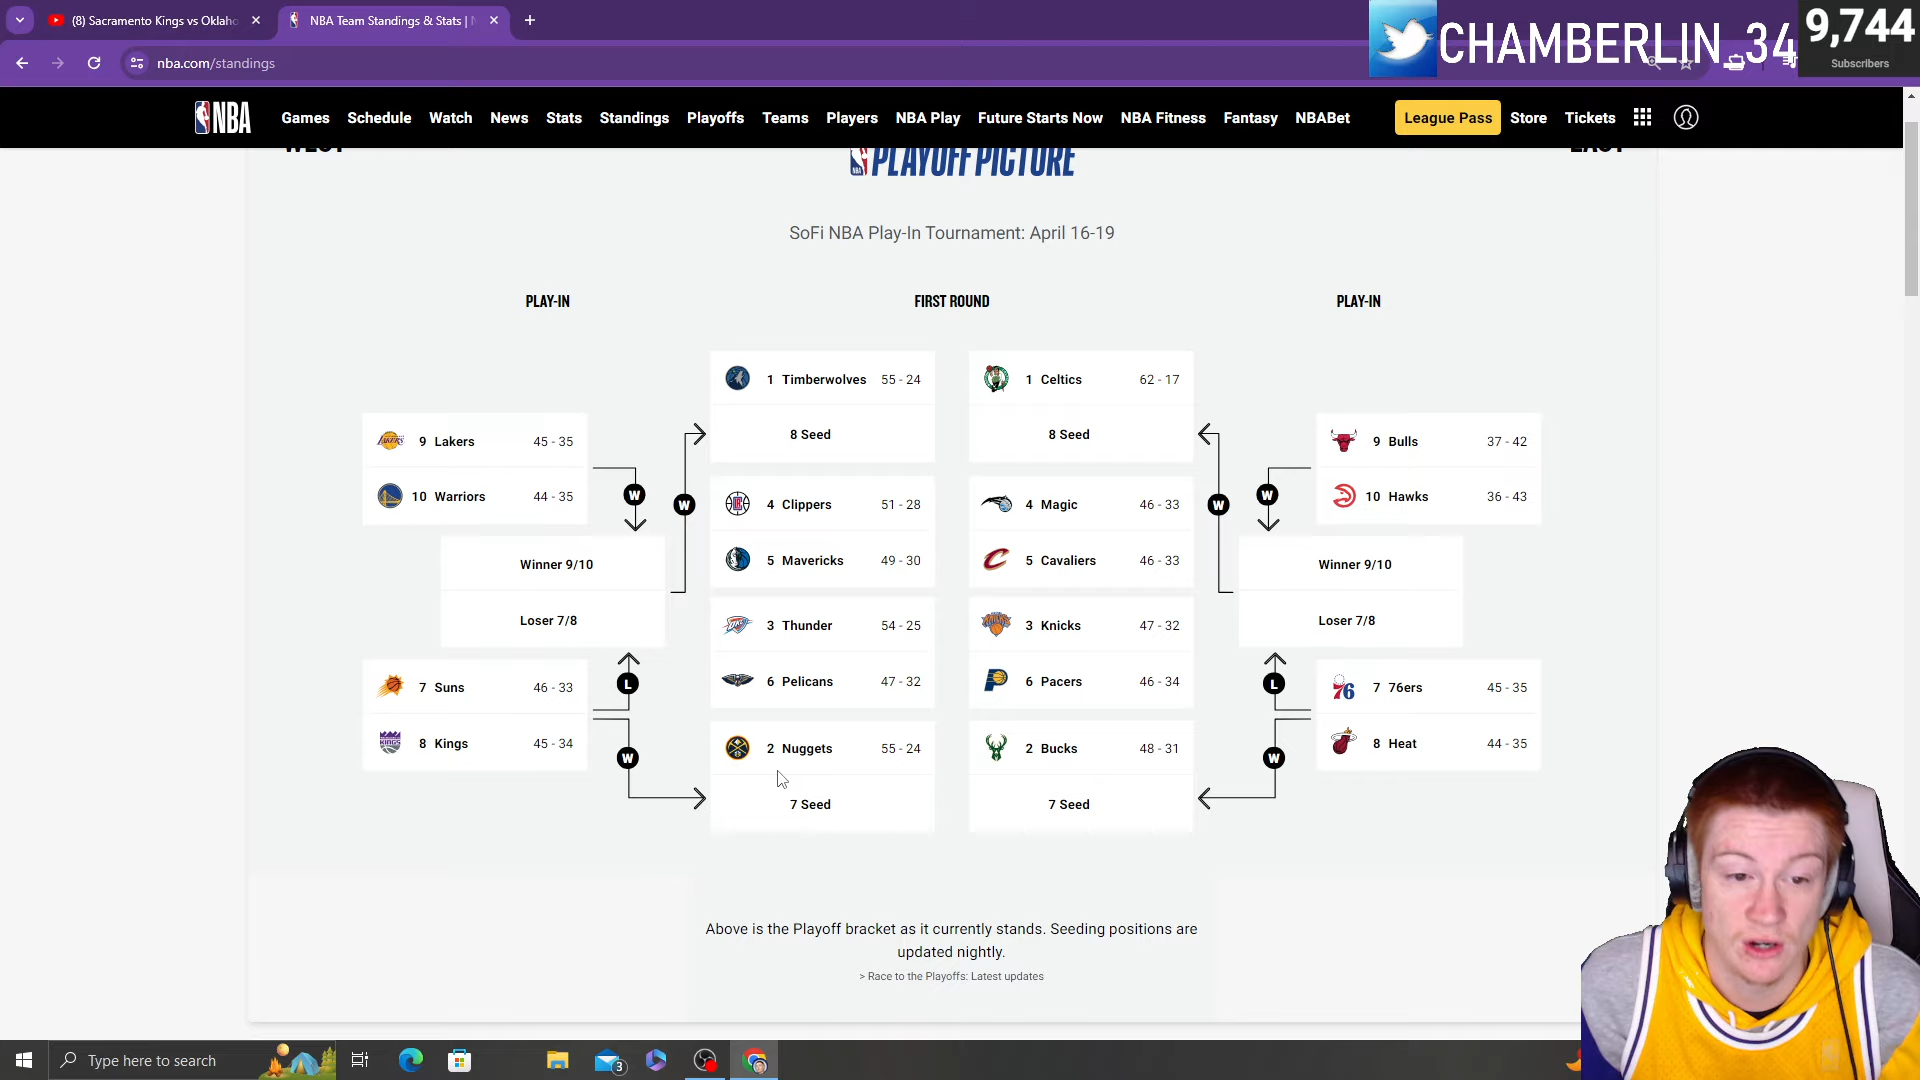 (8) Sacramento Kings vs Oklaho
NBA Team Standings & Stats |
nba.com/standings
CHAMBERLIN_34
9,744
Subscribers
NBA
Games
Schedule
Watch
News
Stats
Standings
Playoffs
Teams
Players
NBA Play
Future Starts Now
NBA Fitness
Fantasy
NBABet
League Pass
Store
Tickets
WEST
PLAYOFF PICTURE
EAST
SoFi NBA Play-In Tournament: April 16-19
PLAY-IN
FIRST ROUND
PLAY-IN
1 Timberwolves 55 - 24
8 Seed
1 Celtics 62 - 17
8 Seed
9 Lakers 45 - 35
10 Warriors 44 - 35
W
W
4 Clippers 51 - 28
5 Mavericks 49 - 30
4 Magic 46 - 33
5 Cavaliers 46 - 33
W
W
9 Bulls 37 - 42
10 Hawks 36 - 43
Winner 9/10
Loser 7/8
3 Thunder 54 - 25
6 Pelicans 47 - 32
3 Knicks 47 - 32
6 Pacers 46 - 34
Winner 9/10
Loser 7/8
7 Suns 46 - 33
8 Kings 45 - 34
L
W
2 Nuggets 55 - 24
7 Seed
2 Bucks 48 - 31
7 Seed
L
W
7 76ers 45 - 35
8 Heat 44 - 35
Above is the Playoff bracket as it currently stands. Seeding positions are
updated nightly.
> Race to the Playoffs: Latest updates
Type here to search
3